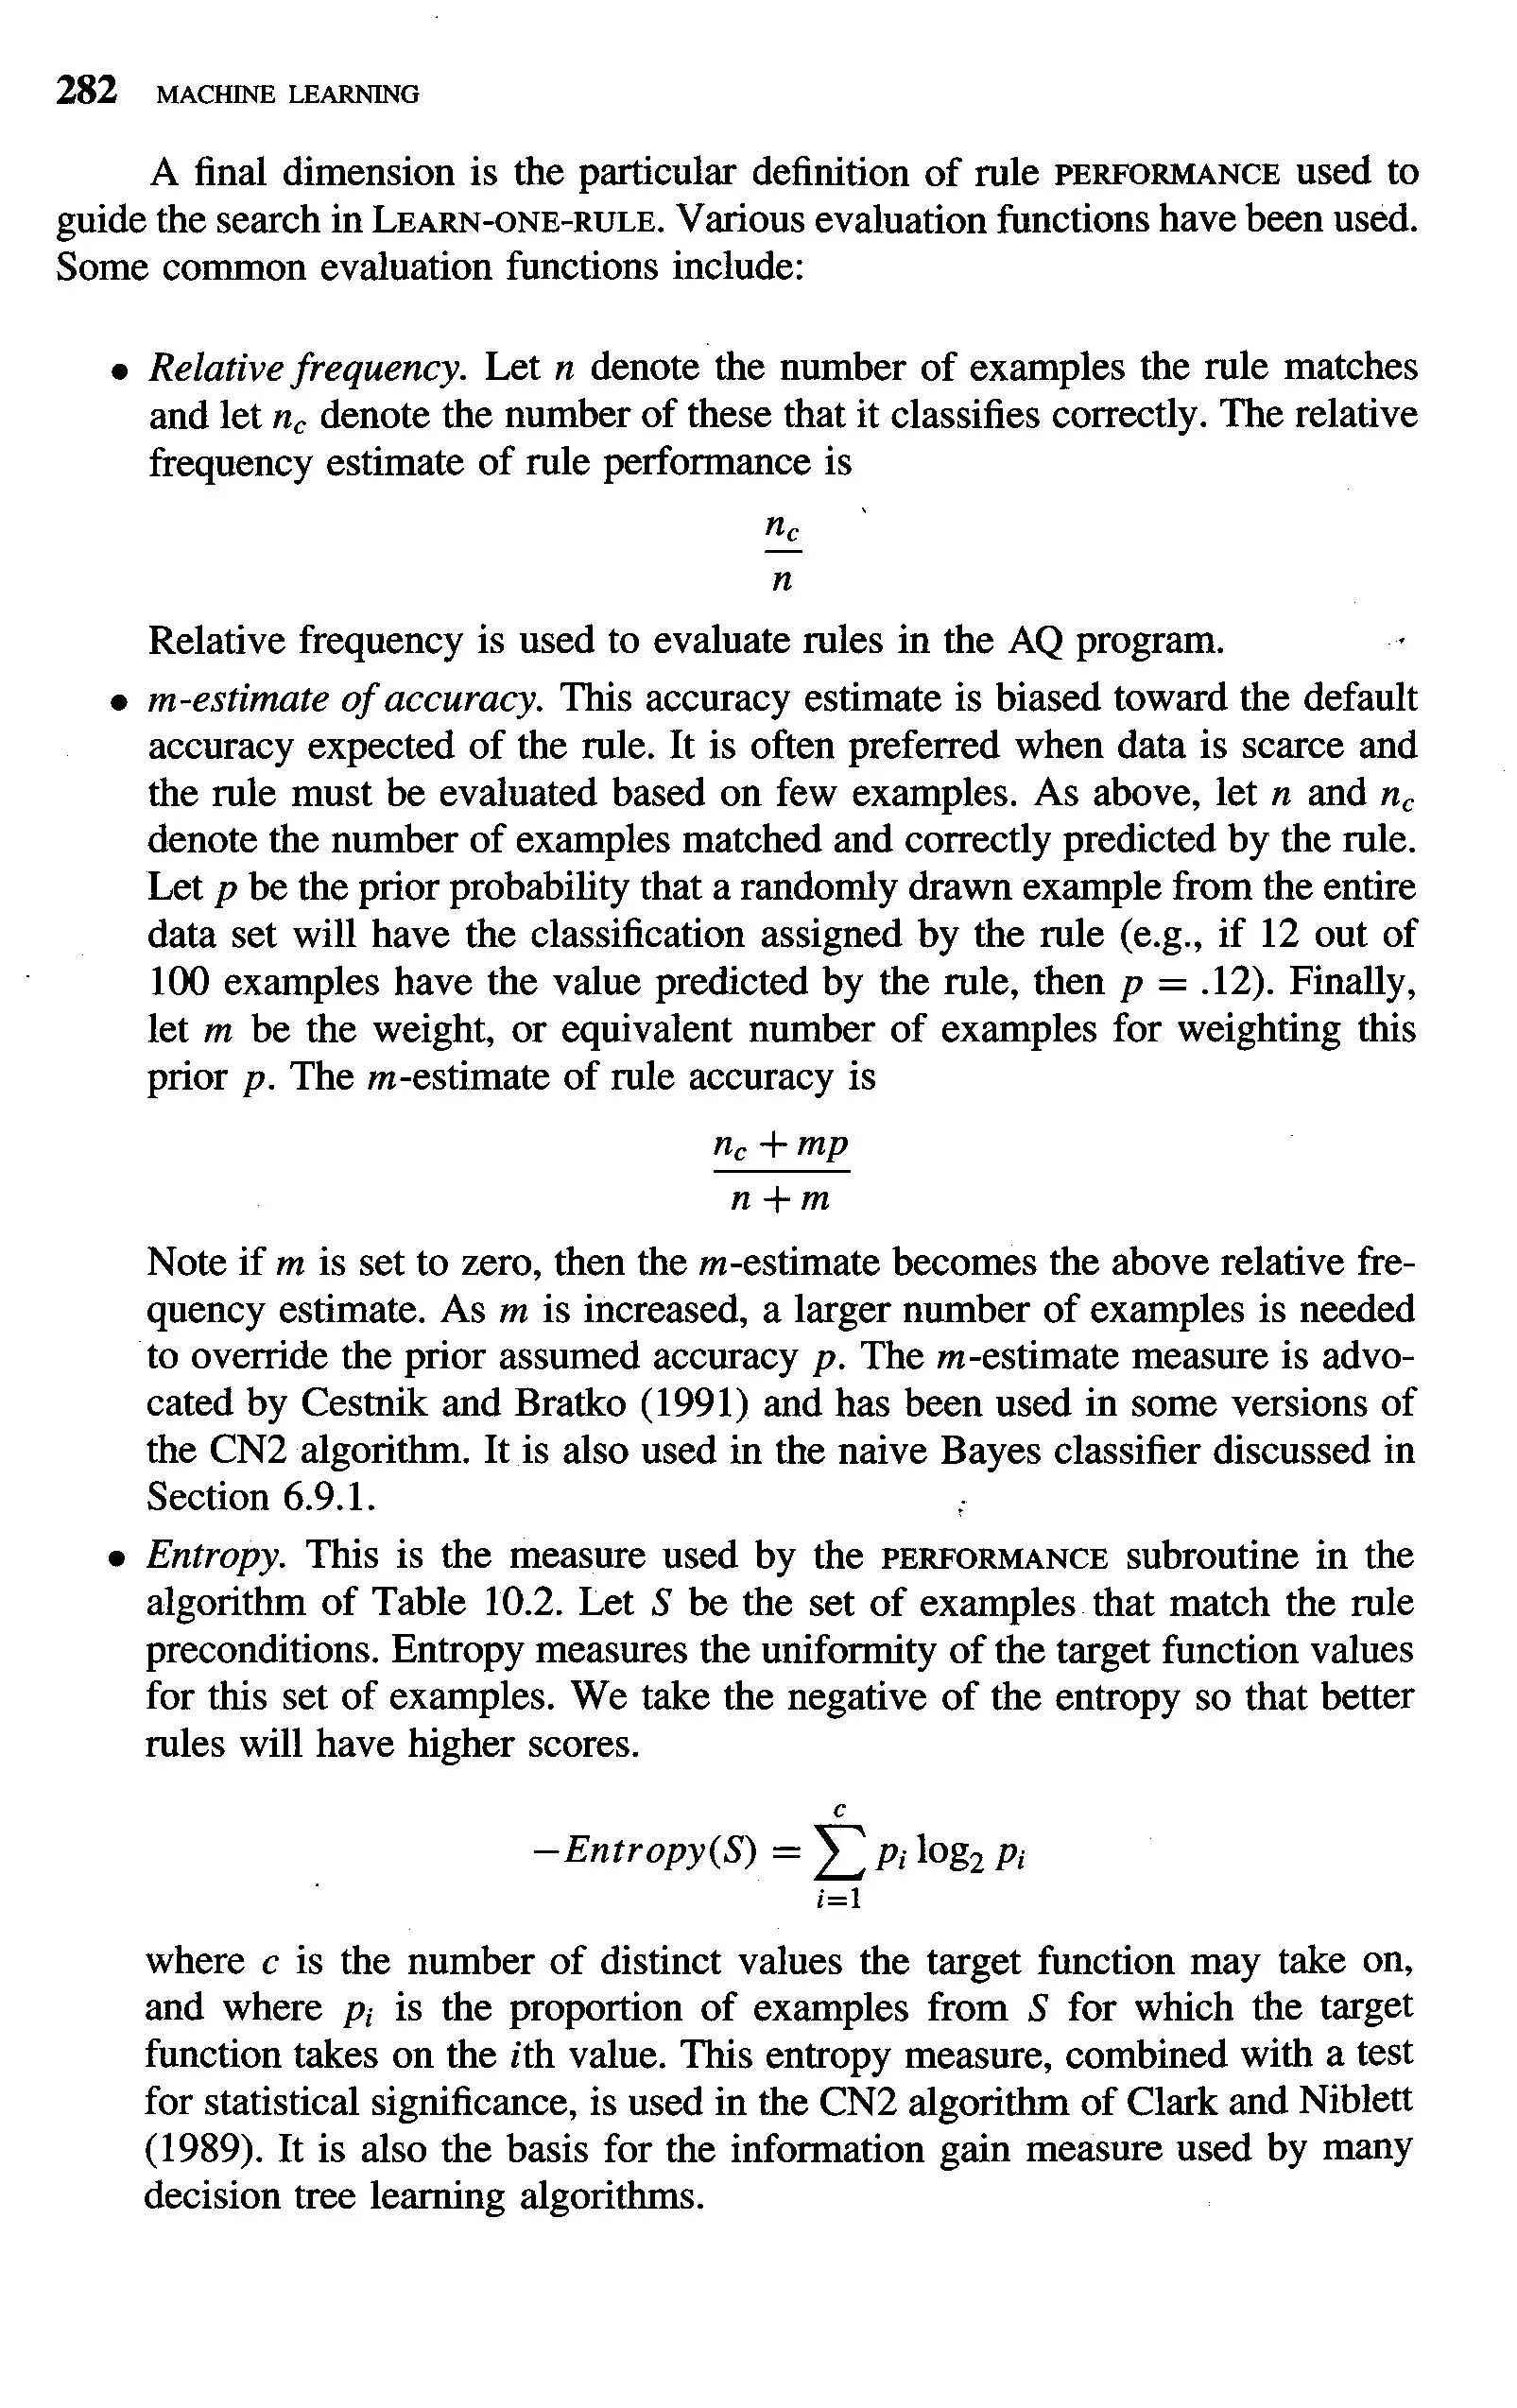 282 MACHINE LEARNING
A final dimension is the particular definition of rule PERFORMANCE used to
guide the search in LEARN-ONE-RULE. Various evaluation functions have been used.
Some common evaluation functions include:
• Relative frequency. Let n denote the number of examples the rule matches
and let n_c denote the number of these that it classifies correctly. The relative
frequency estimate of rule performance is
n_c
n
Relative frequency is used to evaluate rules in the AQ program.
• m-estimate of accuracy. This accuracy estimate is biased toward the default
accuracy expected of the rule. It is often preferred when data is scarce and
the rule must be evaluated based on few examples. As above, let n and n_c
denote the number of examples matched and correctly predicted by the rule.
Let p be the prior probability that a randomly drawn example from the entire
data set will have the classification assigned by the rule (e.g., if 12 out of
100 examples have the value predicted by the rule, then p = .12). Finally,
let m be the weight, or equivalent number of examples for weighting this
prior p. The m-estimate of rule accuracy is
n_c + mp
n + m
Note if m is set to zero, then the m-estimate becomes the above relative fre-
quency estimate. As m is increased, a larger number of examples is needed
to override the prior assumed accuracy p. The m-estimate measure is advo-
cated by Cestnik and Bratko (1991) and has been used in some versions of
the CN2 algorithm. It is also used in the naive Bayes classifier discussed in
Section 6.9.1.
• Entropy. This is the measure used by the PERFORMANCE subroutine in the
algorithm of Table 10.2. Let S be the set of examples that match the rule
preconditions. Entropy measures the uniformity of the target function values
for this set of examples. We take the negative of the entropy so that better
rules will have higher scores.
c
−Entropy(S) = ∑ p_i log₂ p_i
i=1
where c is the number of distinct values the target function may take on,
and where p_i is the proportion of examples from S for which the target
function takes on the ith value. This entropy measure, combined with a test
for statistical significance, is used in the CN2 algorithm of Clark and Niblett
(1989). It is also the basis for the information gain measure used by many
decision tree learning algorithms.